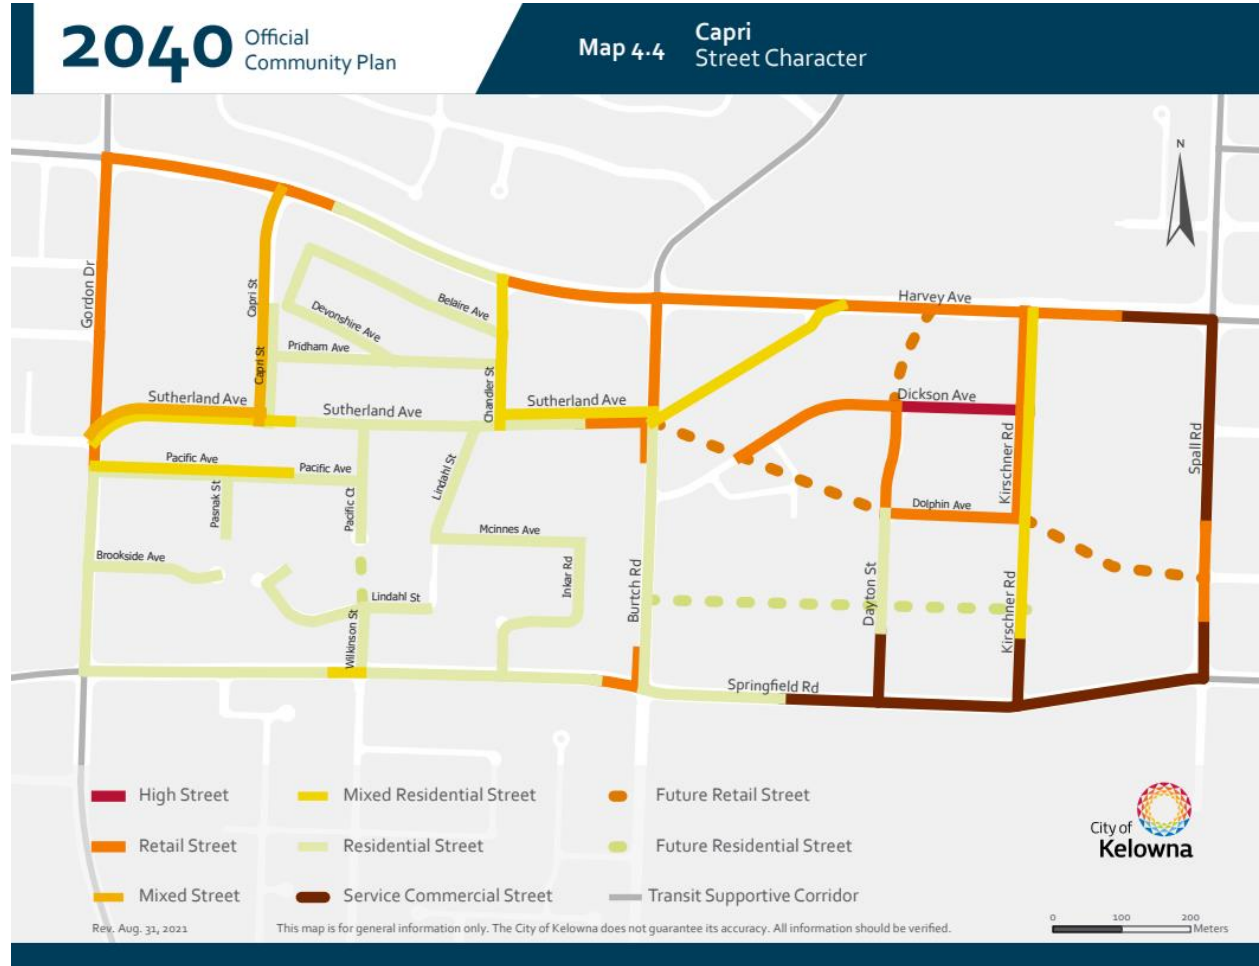 2040 Official
Community Plan
Map 4.4
Capri
Street Character
N
Gordon Dr
Capri St
Capri St
Belaire Ave
Devonshire Ave
Pridham Ave
Harvey Ave
Sutherland Ave
Sutherland Ave
Chandler St
Sutherland Ave
Dickson Ave
Kirschner Rd
Spall Rd
Pacific Ave
Pacific Ave
Pasnak St
Pacific Ct
Lindahl St
Mcinnes Ave
Dolphin Ave
Brookside Ave
Inkar Rd
Burtch Rd
Dayton St
Kirschner Rd
Lindahl St
Wilkinson St
Springfield Rd
High Street
Mixed Residential Street
Future Retail Street
Retail Street
Residential Street
Future Residential Street
Mixed Street
Service Commercial Street
Transit Supportive Corridor
City of
Kelowna
Rev. Aug. 31, 2021
This map is for general information only. The City of Kelowna does not guarantee its accuracy. All information should be verified.
0 100 200
Meters